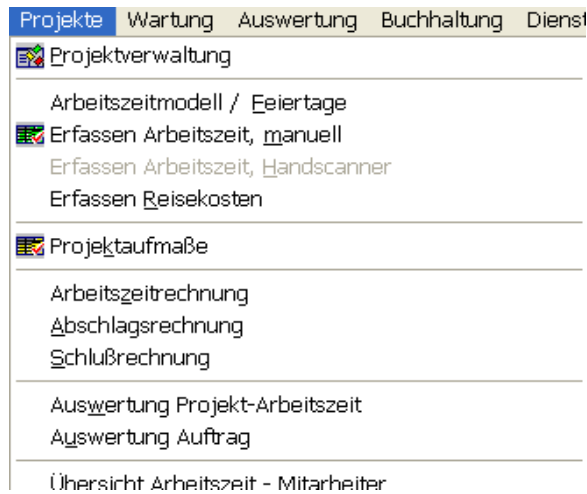 Projekte Wartung Auswertung Buchhaltung Dienst
Projektverwaltung
Arbeitszeitmodell / Feiertage
Erfassen Arbeitszeit, manuell
Erfassen Arbeitszeit, Handscanner
Erfassen Reisekosten
Projektaufmaße
Arbeitszeitrechnung
Abschlagsrechnung
Schlußrechnung
Auswertung Projekt-Arbeitszeit
Auswertung Auftrag
Übersicht Arbeitszeit - Mitarbeiter